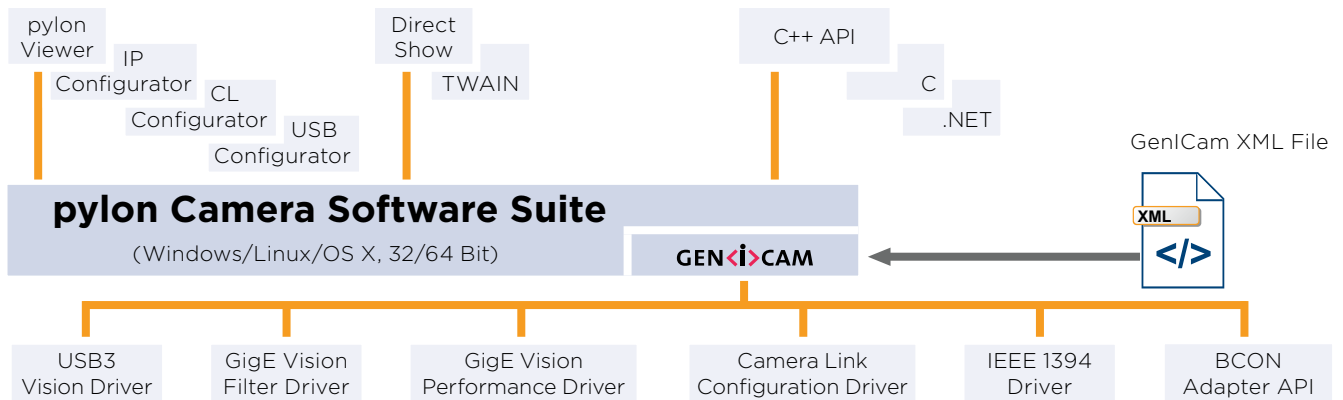 pylon
Viewer
IP
Configurator
CL
Configurator
USB
Configurator
Direct
Show
TWAIN
C++ API
C
.NET
GenICam XML File
XML
</>
pylon Camera Software Suite
(Windows/Linux/OS X, 32/64 Bit)
GEN<i>CAM
USB3
Vision Driver
GigE Vision
Filter Driver
GigE Vision
Performance Driver
Camera Link
Configuration Driver
IEEE 1394
Driver
BCON
Adapter API